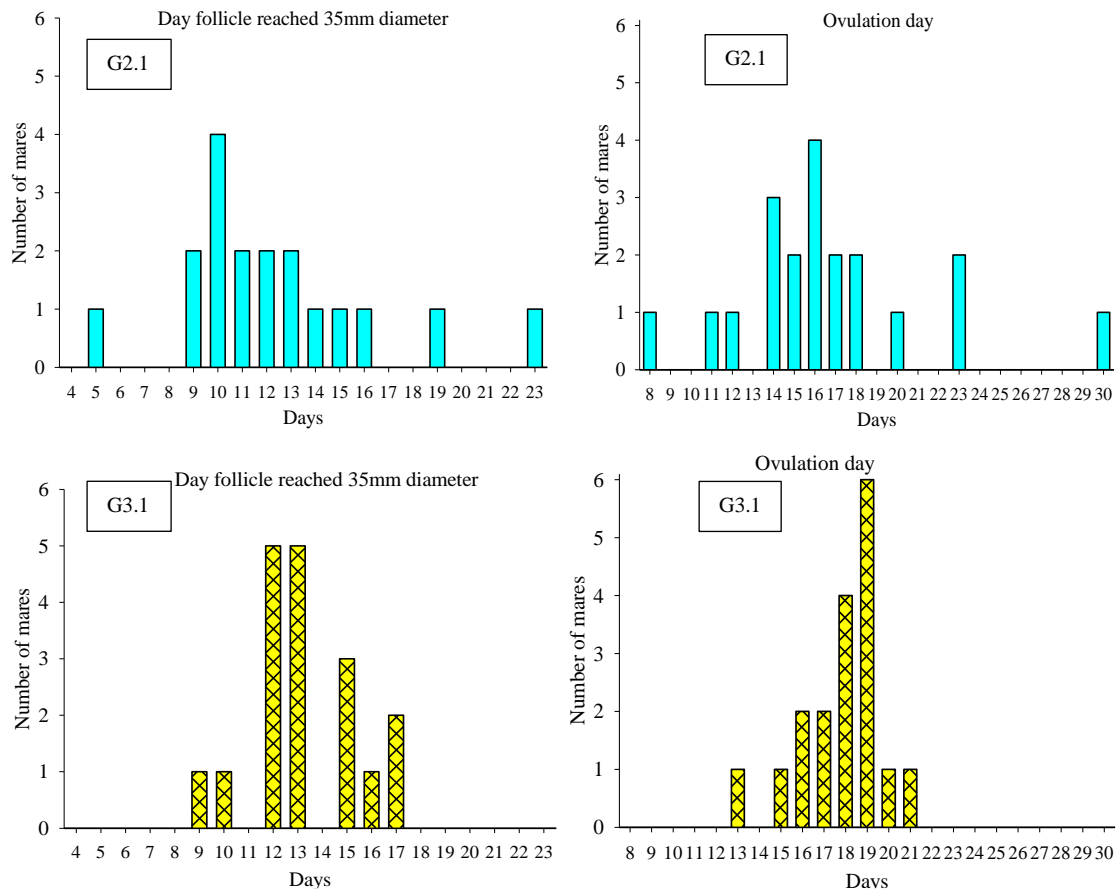 Day follicle reached 35mm diameter
G2.1
Number of mares
6
5
4
3
2
1
0
4 5 6 7 8 9 10 11 12 13 14 15 16 17 18 19 20 21 22 23
Days
Ovulation day
G2.1
Number of mares
6
5
4
3
2
1
0
8 9 10 11 12 13 14 15 16 17 18 19 20 21 22 23 24 25 26 27 28 29 30
Days
Day follicle reached 35mm diameter
G3.1
Number of mares
6
5
4
3
2
1
0
4 5 6 7 8 9 10 11 12 13 14 15 16 17 18 19 20 21 22 23
Days
Ovulation day
G3.1
Number of mares
6
5
4
3
2
1
0
8 9 10 11 12 13 14 15 16 17 18 19 20 21 22 23 24 25 26 27 28 29 30
Days